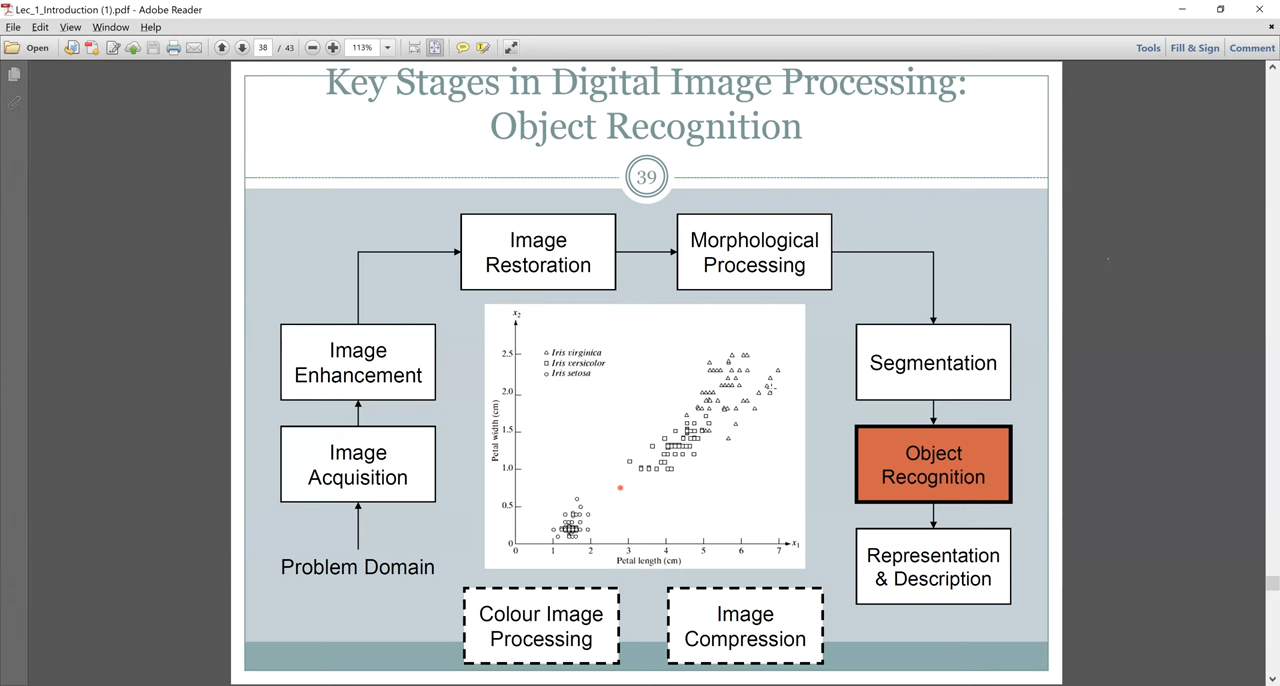 Lec_1_Introduction (1).pdf - Adobe Reader
File Edit View Window Help
Open 38 / 43 113% Tools Fill & Sign Comment
Key Stages in Digital Image Processing:
Object Recognition
39
Image
Restoration
Morphological
Processing
Image
Enhancement
Segmentation
Image
Acquisition
Object
Recognition
Problem Domain
Representation
& Description
x₂
2.5
2.0
1.5
1.0
0.5
0
Petal width (cm)
Iris virginica
Iris versicolor
Iris setosa
0 1 2 3 4 5 6 7 x₁
Petal length (cm)
Colour Image
Processing
Image
Compression